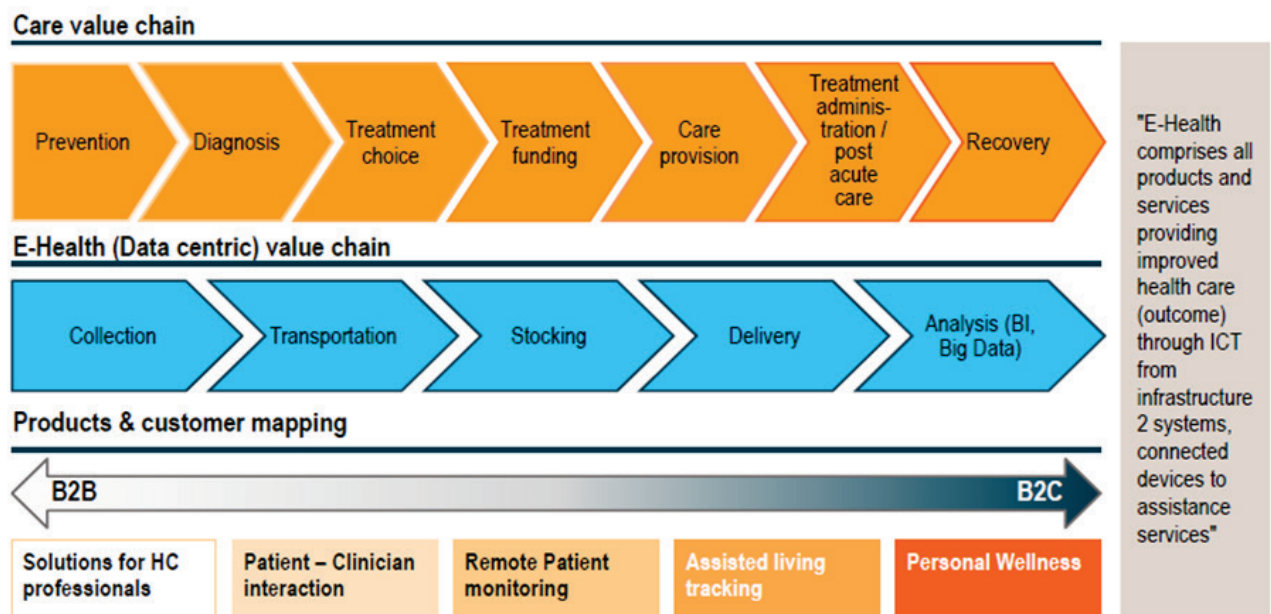 Care value chain
Prevention
Diagnosis
Treatment
choice
Treatment
funding
Care
provision
Treatment
adminis-
tration /
post
acute
care
Recovery
E-Health (Data centric) value chain
Collection
Transportation
Stocking
Delivery
Analysis (BI,
Big Data)
Products & customer mapping
B2B
B2C
Solutions for HC
professionals
Patient – Clinician
interaction
Remote Patient
monitoring
Assisted living
tracking
Personal Wellness
"E-Health
comprises all
products and
services
providing
improved
health care
(outcome)
through ICT
from
infrastructure
2 systems,
connected
devices to
assistance
services"